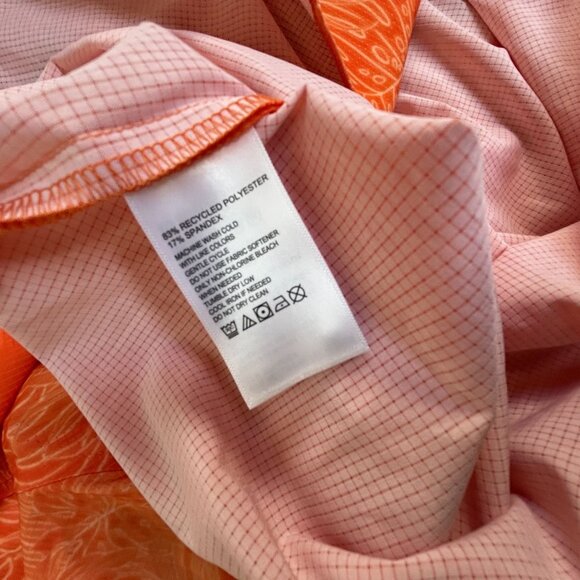 83% RECYCLED POLYESTER
17% SPANDEX
MACHINE WASH COLD
WITH LIKE COLORS
GENTLE CYCLE
DO NOT USE FABRIC SOFTENER
ONLY NON-CHLORINE BLEACH
WHEN NEEDED
TUMBLE DRY LOW
COOL IRON IF NEEDED
DO NOT DRY CLEAN